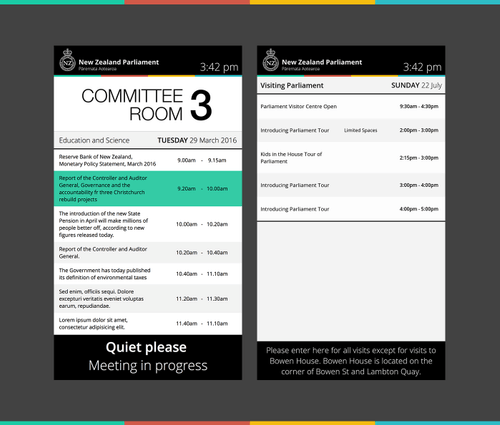 New Zealand Parliament
Pāremata Aotearoa
3:42 pm
COMMITTEE
ROOM 3
Education and Science TUESDAY 29 March 2016
Reserve Bank of New Zealand,
Monetary Policy Statement, March 2016
9.00am - 9.15am
Report of the Controller and Auditor
General, Governance and the
accountability fr three Christchurch
rebuild projects
9.20am - 10.00am
The introduction of the new State
Pension in April will make millions of
people better off, according to new
figures released today.
10.00am - 10.20am
Report of the Controller and Auditor
General.
10.20am - 10.40am
The Government has today published
its definition of environmental taxes
10.40am - 11.10am
Sed enim, officiis sequi. Dolore
excepturi veritatis eveniet voluptas
earum, repudiandae.
11.20am - 11.30am
Lorem ipsum dolor sit amet,
consectetur adipisicing elit.
11.40am - 11.10am
Quiet please
Meeting in progress
New Zealand Parliament
Pāremata Aotearoa
3:42 pm
Visiting Parliament SUNDAY 22 July
Parliament Visitor Centre Open 9:30am - 4:30pm
Introducing Parliament Tour Limited Spaces 2:00pm - 3:00pm
Kids In the House Tour of
Parliament
2:15pm - 3:00pm
Introducing Parliament Tour 3:00pm - 4:00pm
Introducing Parliament Tour 4:00pm - 5:00pm
Please enter here for all visits except for visits to
Bowen House. Bowen House is located on the
corner of Bowen St and Lambton Quay.